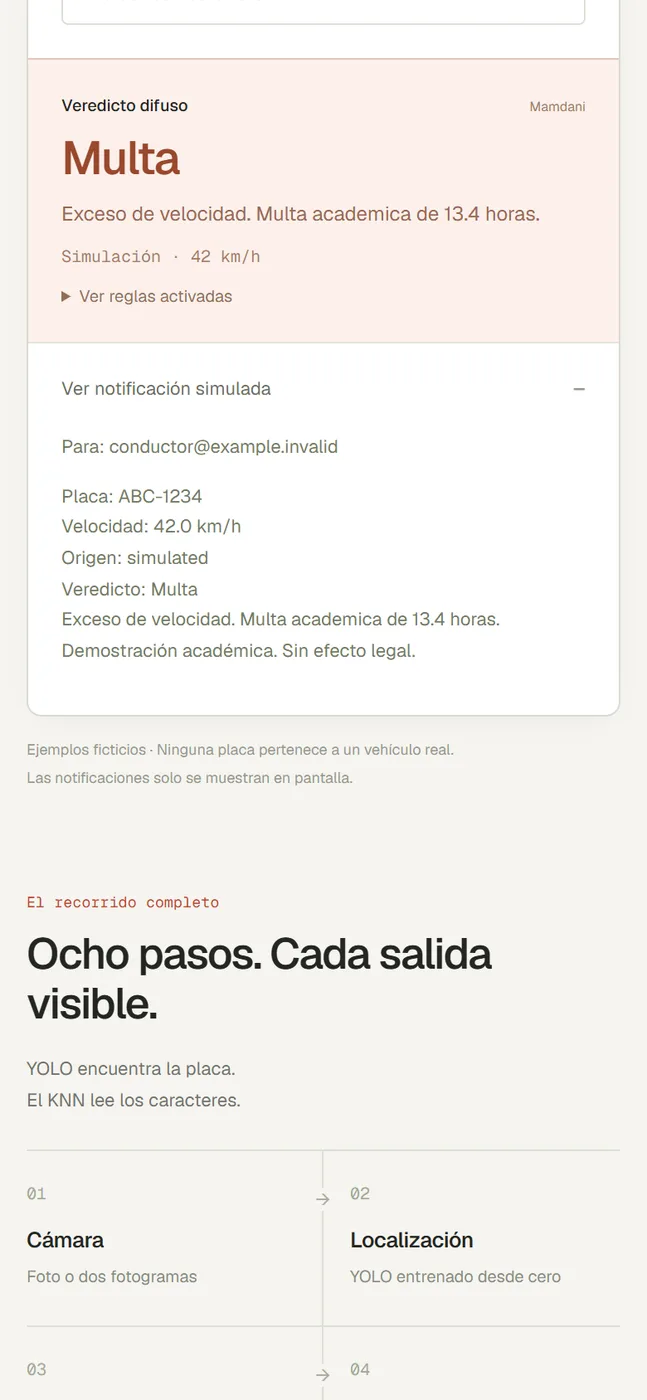 Veredicto difuso
Mamdani
Multa
Exceso de velocidad. Multa academica de 13.4 horas.
Simulación · 42 km/h
▶ Ver reglas activadas
Ver notificación simulada
Para: conductor@example.invalid
Placa: ABC-1234
Velocidad: 42.0 km/h
Origen: simulated
Veredicto: Multa
Exceso de velocidad. Multa academica de 13.4 horas.
Demostración académica. Sin efecto legal.
Ejemplos ficticios · Ninguna placa pertenece a un vehículo real.
Las notificaciones solo se muestran en pantalla.
El recorrido completo
Ocho pasos. Cada salida
visible.
YOLO encuentra la placa.
El KNN lee los caracteres.
01
Cámara
Foto o dos fotogramas
→
02
Localización
YOLO entrenado desde cero
03
→
04